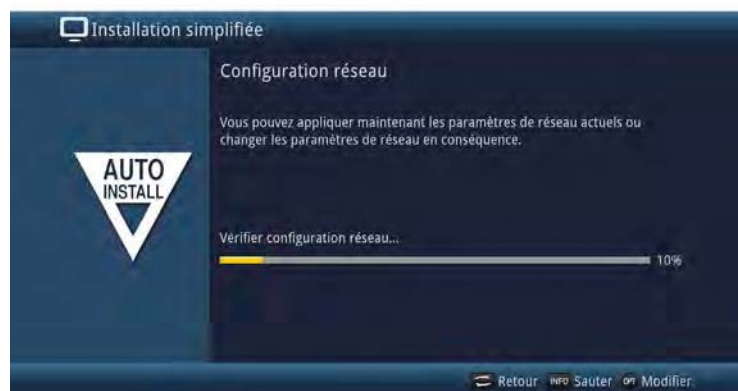 Installation simplifiée
Configuration réseau
Vous pouvez appliquer maintenant les paramètres de réseau actuels ou
changer les paramètres de réseau en conséquence.
AUTO
INSTALL
Vérifier configuration réseau...
10%
Retour INFO Sauter OPT Modifier